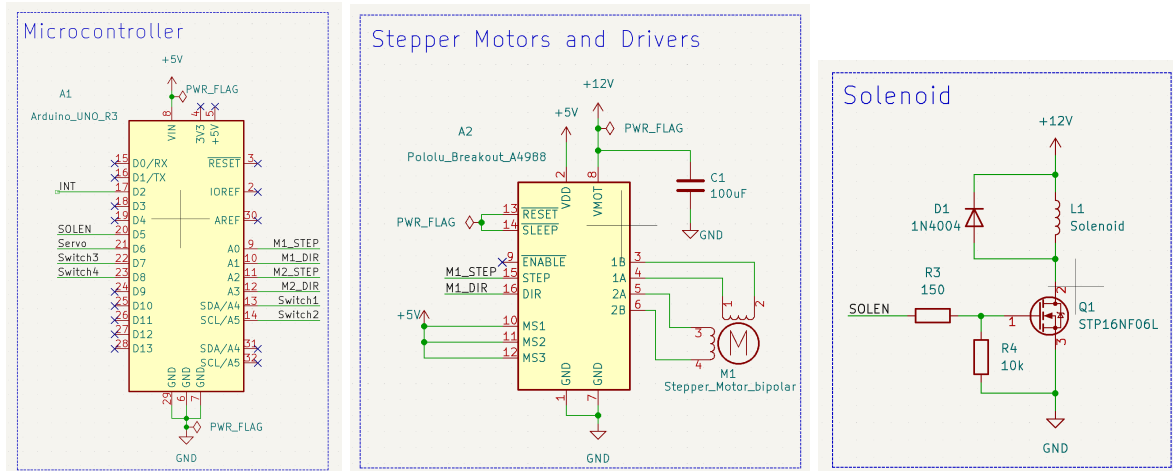 Microcontroller
+5V
PWR_FLAG
A1
Arduino_UNO_R3
8
4
5
VIN
3V3
+5V
15 D0/RX
RESET 3
16 D1/TX
INT 17 D2
IOREF 2
18 D3
19 D4
AREF 30
SOLEN 20 D5
Servo 21 D6
A0 9 M1_STEP
Switch3 22 D7
A1 10 M1_DIR
Switch4 23 D8
A2 11 M2_STEP
24 D9
A3 12 M2_DIR
25 D10
SDA/A4 13 Switch1
26 D11
SCL/A5 14 Switch2
27 D12
28 D13
SDA/A4 31
SCL/A5 32
GND
GND
GND
29
6
7
PWR_FLAG
GND
Stepper Motors and Drivers
+12V
+5V
PWR_FLAG
A2
Pololu_Breakout_A4988
2
8
VDD
VMOT
C1
100uF
GND
PWR_FLAG
13 RESET
14 SLEEP
9 ENABLE
1B 3
M1_STEP 15 STEP
1A 4
M1_DIR 16 DIR
2A 5
2B 6
1
2
3
4
M
M1
Stepper_Motor_bipolar
+5V
10 MS1
11 MS2
12 MS3
GND
GND
1
7
GND
Solenoid
+12V
D1
1N4004
L1
Solenoid
R3
150
SOLEN
2
1
3
Q1
STP16NF06L
R4
10k
GND